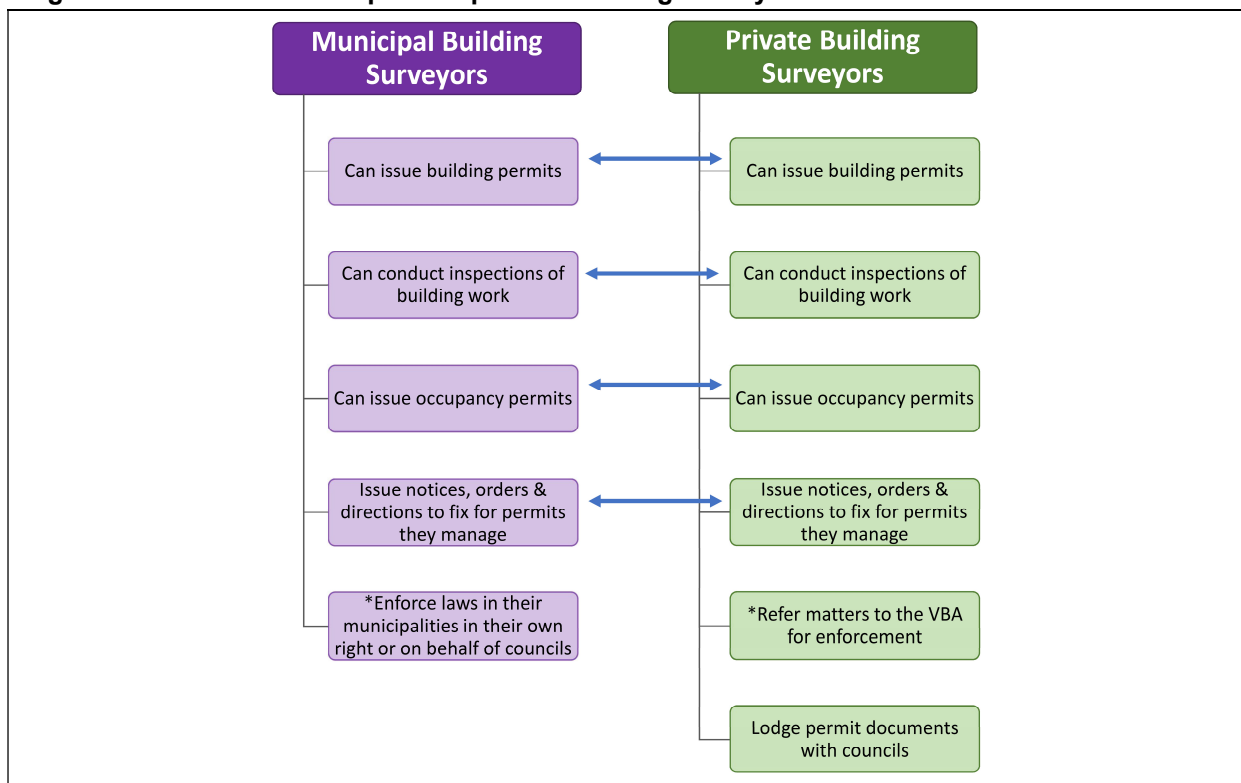 Municipal Building
Surveyors
Private Building
Surveyors
Can issue building permits
Can issue building permits
Can conduct inspections of
building work
Can conduct inspections of
building work
Can issue occupancy permits
Can issue occupancy permits
Issue notices, orders &
directions to fix for permits
they manage
Issue notices, orders &
directions to fix for permits
they manage
*Enforce laws in their
municipalities in their own
right or on behalf of councils
*Refer matters to the VBA
for enforcement
Lodge permit documents
with councils